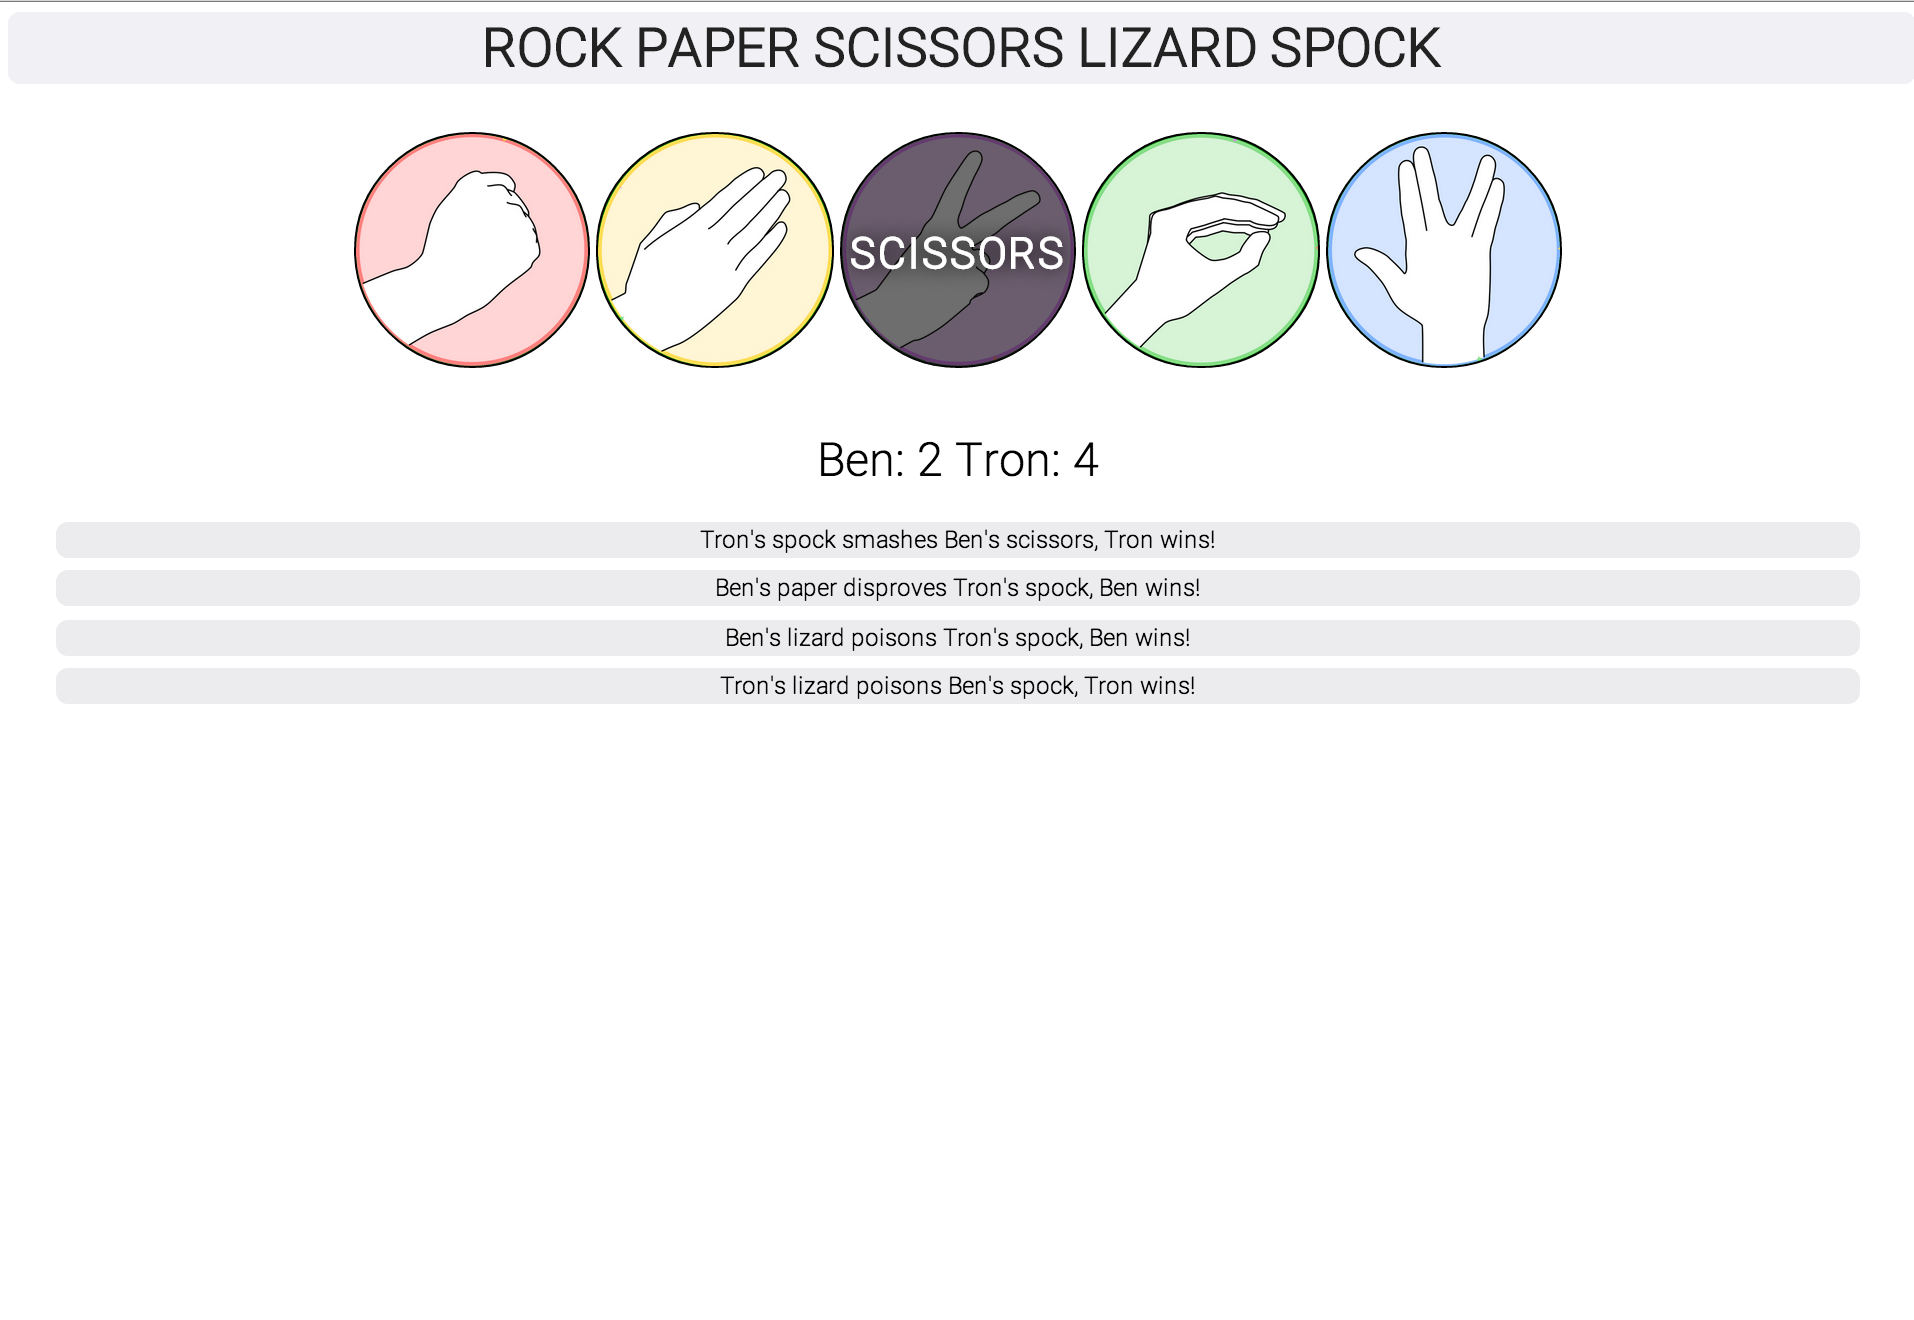 ROCK PAPER SCISSORS LIZARD SPOCK
SCISSORS
Ben: 2 Tron: 4
Tron's spock smashes Ben's scissors, Tron wins!
Ben's paper disproves Tron's spock, Ben wins!
Ben's lizard poisons Tron's spock, Ben wins!
Tron's lizard poisons Ben's spock, Tron wins!